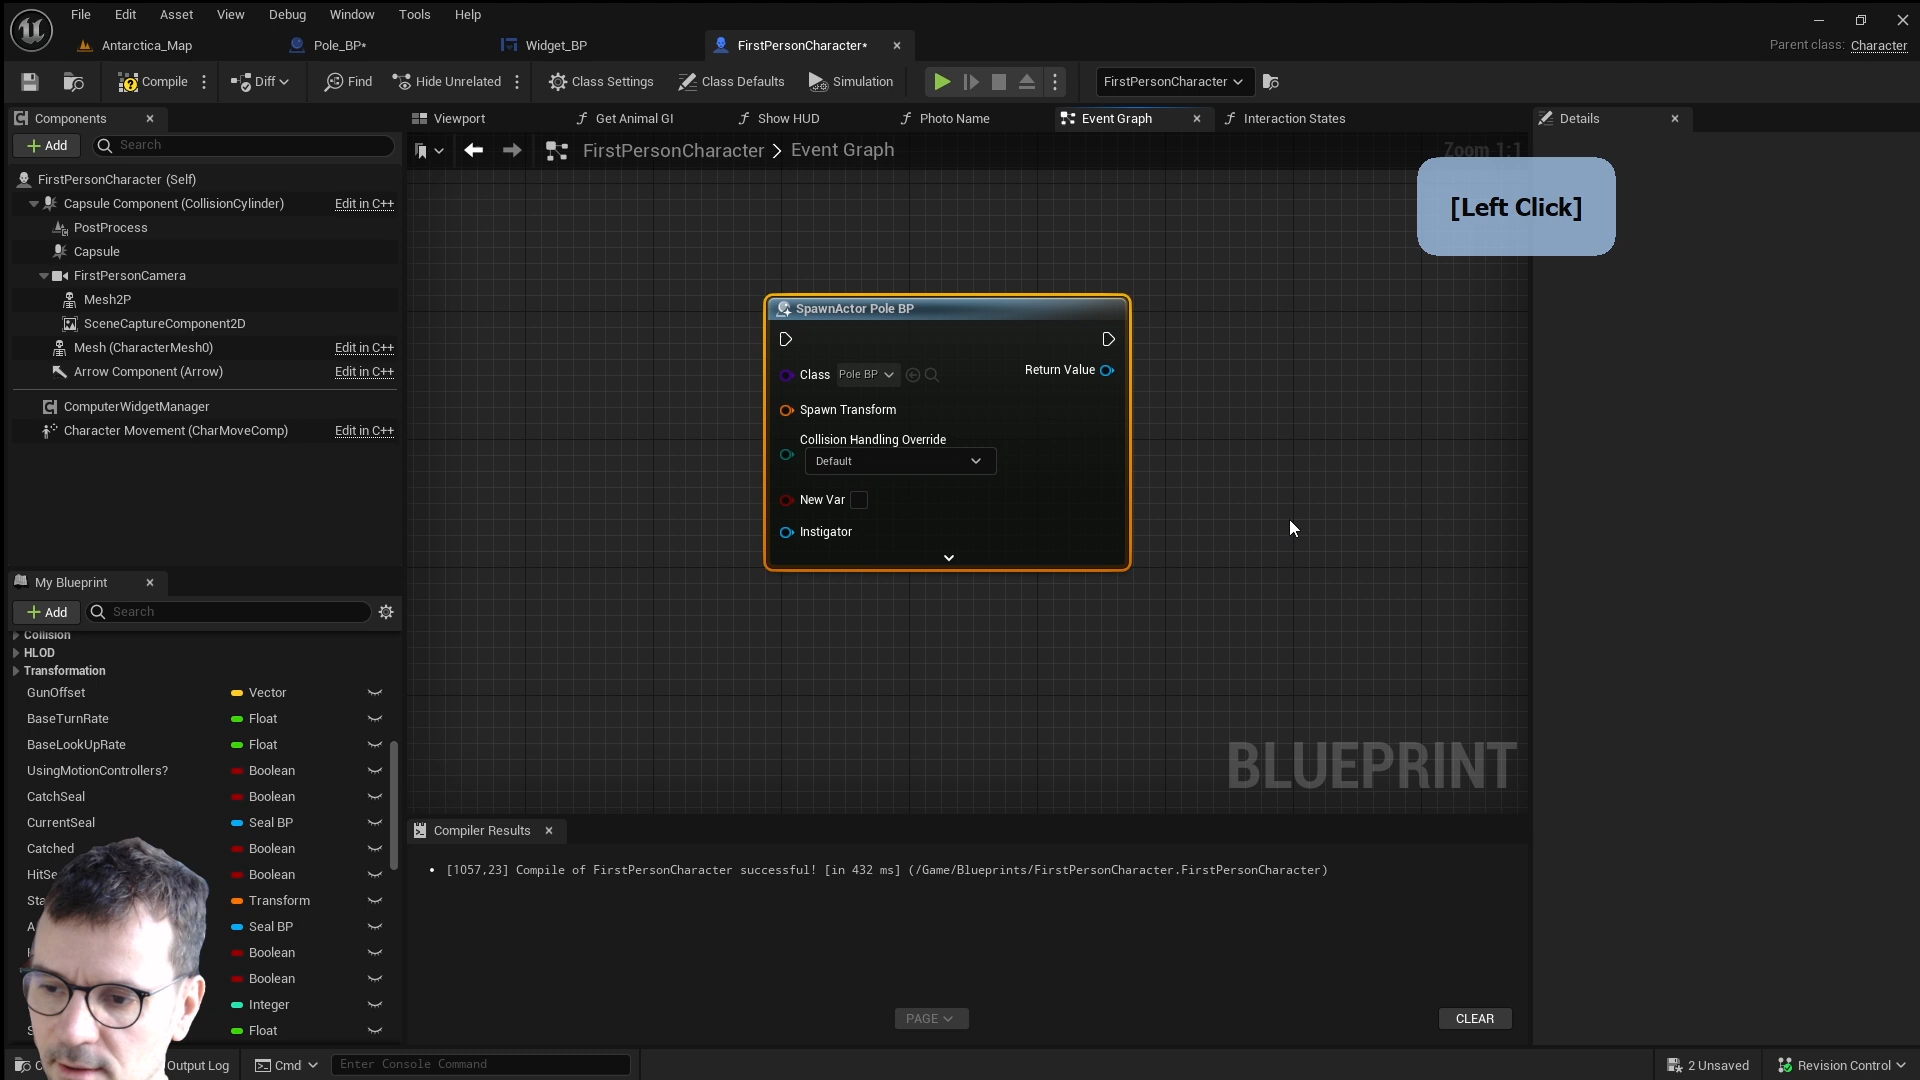 File Edit Asset View Debug Window Tools Help
Antarctica_Map
Pole_BP*
Widget_BP
FirstPersonCharacter*
Parent class: Character
Compile
Diff
Find
Hide Unrelated
Class Settings
Class Defaults
Simulation
FirstPersonCharacter
Components
Add
Search
FirstPersonCharacter (Self)
Capsule Component (CollisionCylinder) Edit in C++
PostProcess
Capsule
FirstPersonCamera
Mesh2P
SceneCaptureComponent2D
Mesh (CharacterMesh0) Edit in C++
Arrow Component (Arrow) Edit in C++
ComputerWidgetManager
Character Movement (CharMoveComp) Edit in C++
Viewport
Get Animal GI
Show HUD
Photo Name
Event Graph
Interaction States
FirstPersonCharacter > Event Graph
Zoom 1:1
[Left Click]
SpawnActor Pole BP
Class Pole BP
Return Value
Spawn Transform
Collision Handling Override
Default
New Var
Instigator
BLUEPRINT
Details
My Blueprint
Add
Search
Collision
HLOD
Transformation
GunOffset Vector
BaseTurnRate Float
BaseLookUpRate Float
UsingMotionControllers? Boolean
CatchSeal Boolean
CurrentSeal Seal BP
Catched Boolean
HitSe Boolean
Sta Transform
A Seal BP
Boolean
Boolean
Integer
S Float
Compiler Results
[1057,23] Compile of FirstPersonCharacter successful! [in 432 ms] (/Game/Blueprints/FirstPersonCharacter.FirstPersonCharacter)
PAGE
CLEAR
Output Log
Cmd
Enter Console Command
2 Unsaved
Revision Control